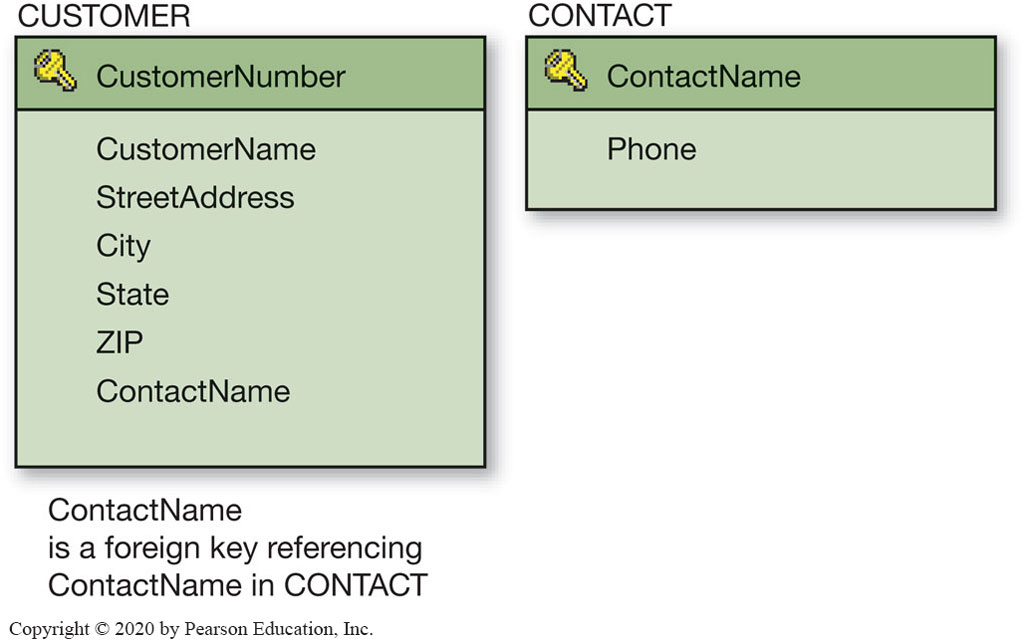 CUSTOMER
CustomerNumber
CustomerName
StreetAddress
City
State
ZIP
ContactName
CONTACT
ContactName
Phone
ContactName
is a foreign key referencing
ContactName in CONTACT
Copyright © 2020 by Pearson Education, Inc.